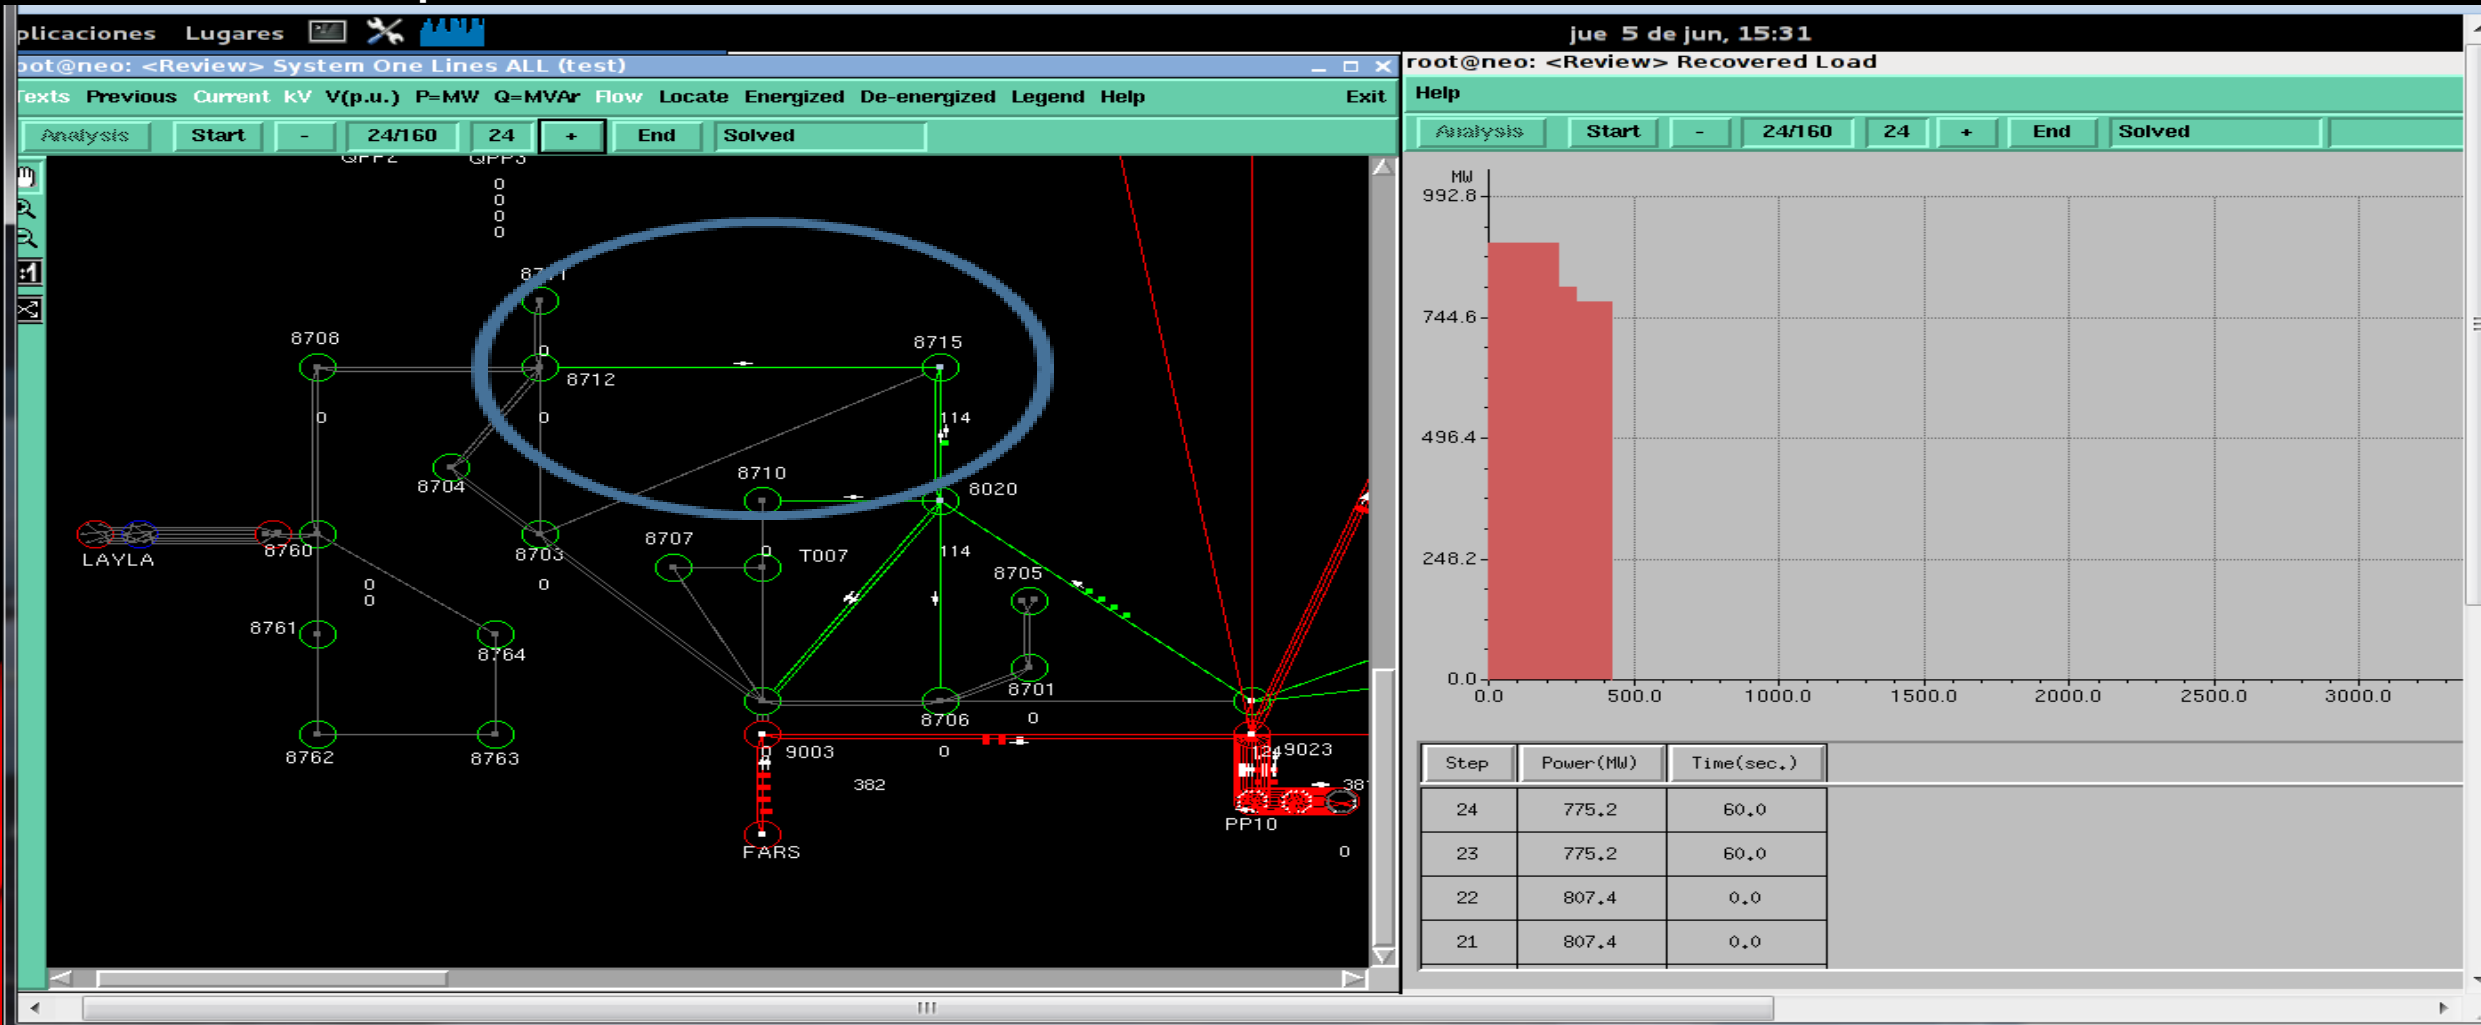 plicaciones Lugares
jue 5 de jun, 15:31
oot@neo: <Review> System One Lines ALL (test)
Texts Previous Current kV V(p.u.) P=MW Q=MVAr Flow Locate Energized De-energized Legend Help Exit
Analysis Start - 24/160 24 + End Solved
QPP2 QPP3
0
0
0
0
8708
0
8712
8715
0
0
114
8704
8710
8020
LAYLA
8760
8703
8707
0
T007
114
8705
0
0
0
8761
8764
8701
8706
0
8762
8763
0
9003
0
1249023
382
38
PP10
FARS
0
root@neo: <Review> Recovered Load
Help
Analysis Start - 24/160 24 + End Solved
MW
992.8
744.6
496.4
248.2
0.0
0.0 500.0 1000.0 1500.0 2000.0 2500.0 3000.0
Step Power(MW) Time(sec.)
24 775.2 60.0
23 775.2 60.0
22 807.4 0.0
21 807.4 0.0